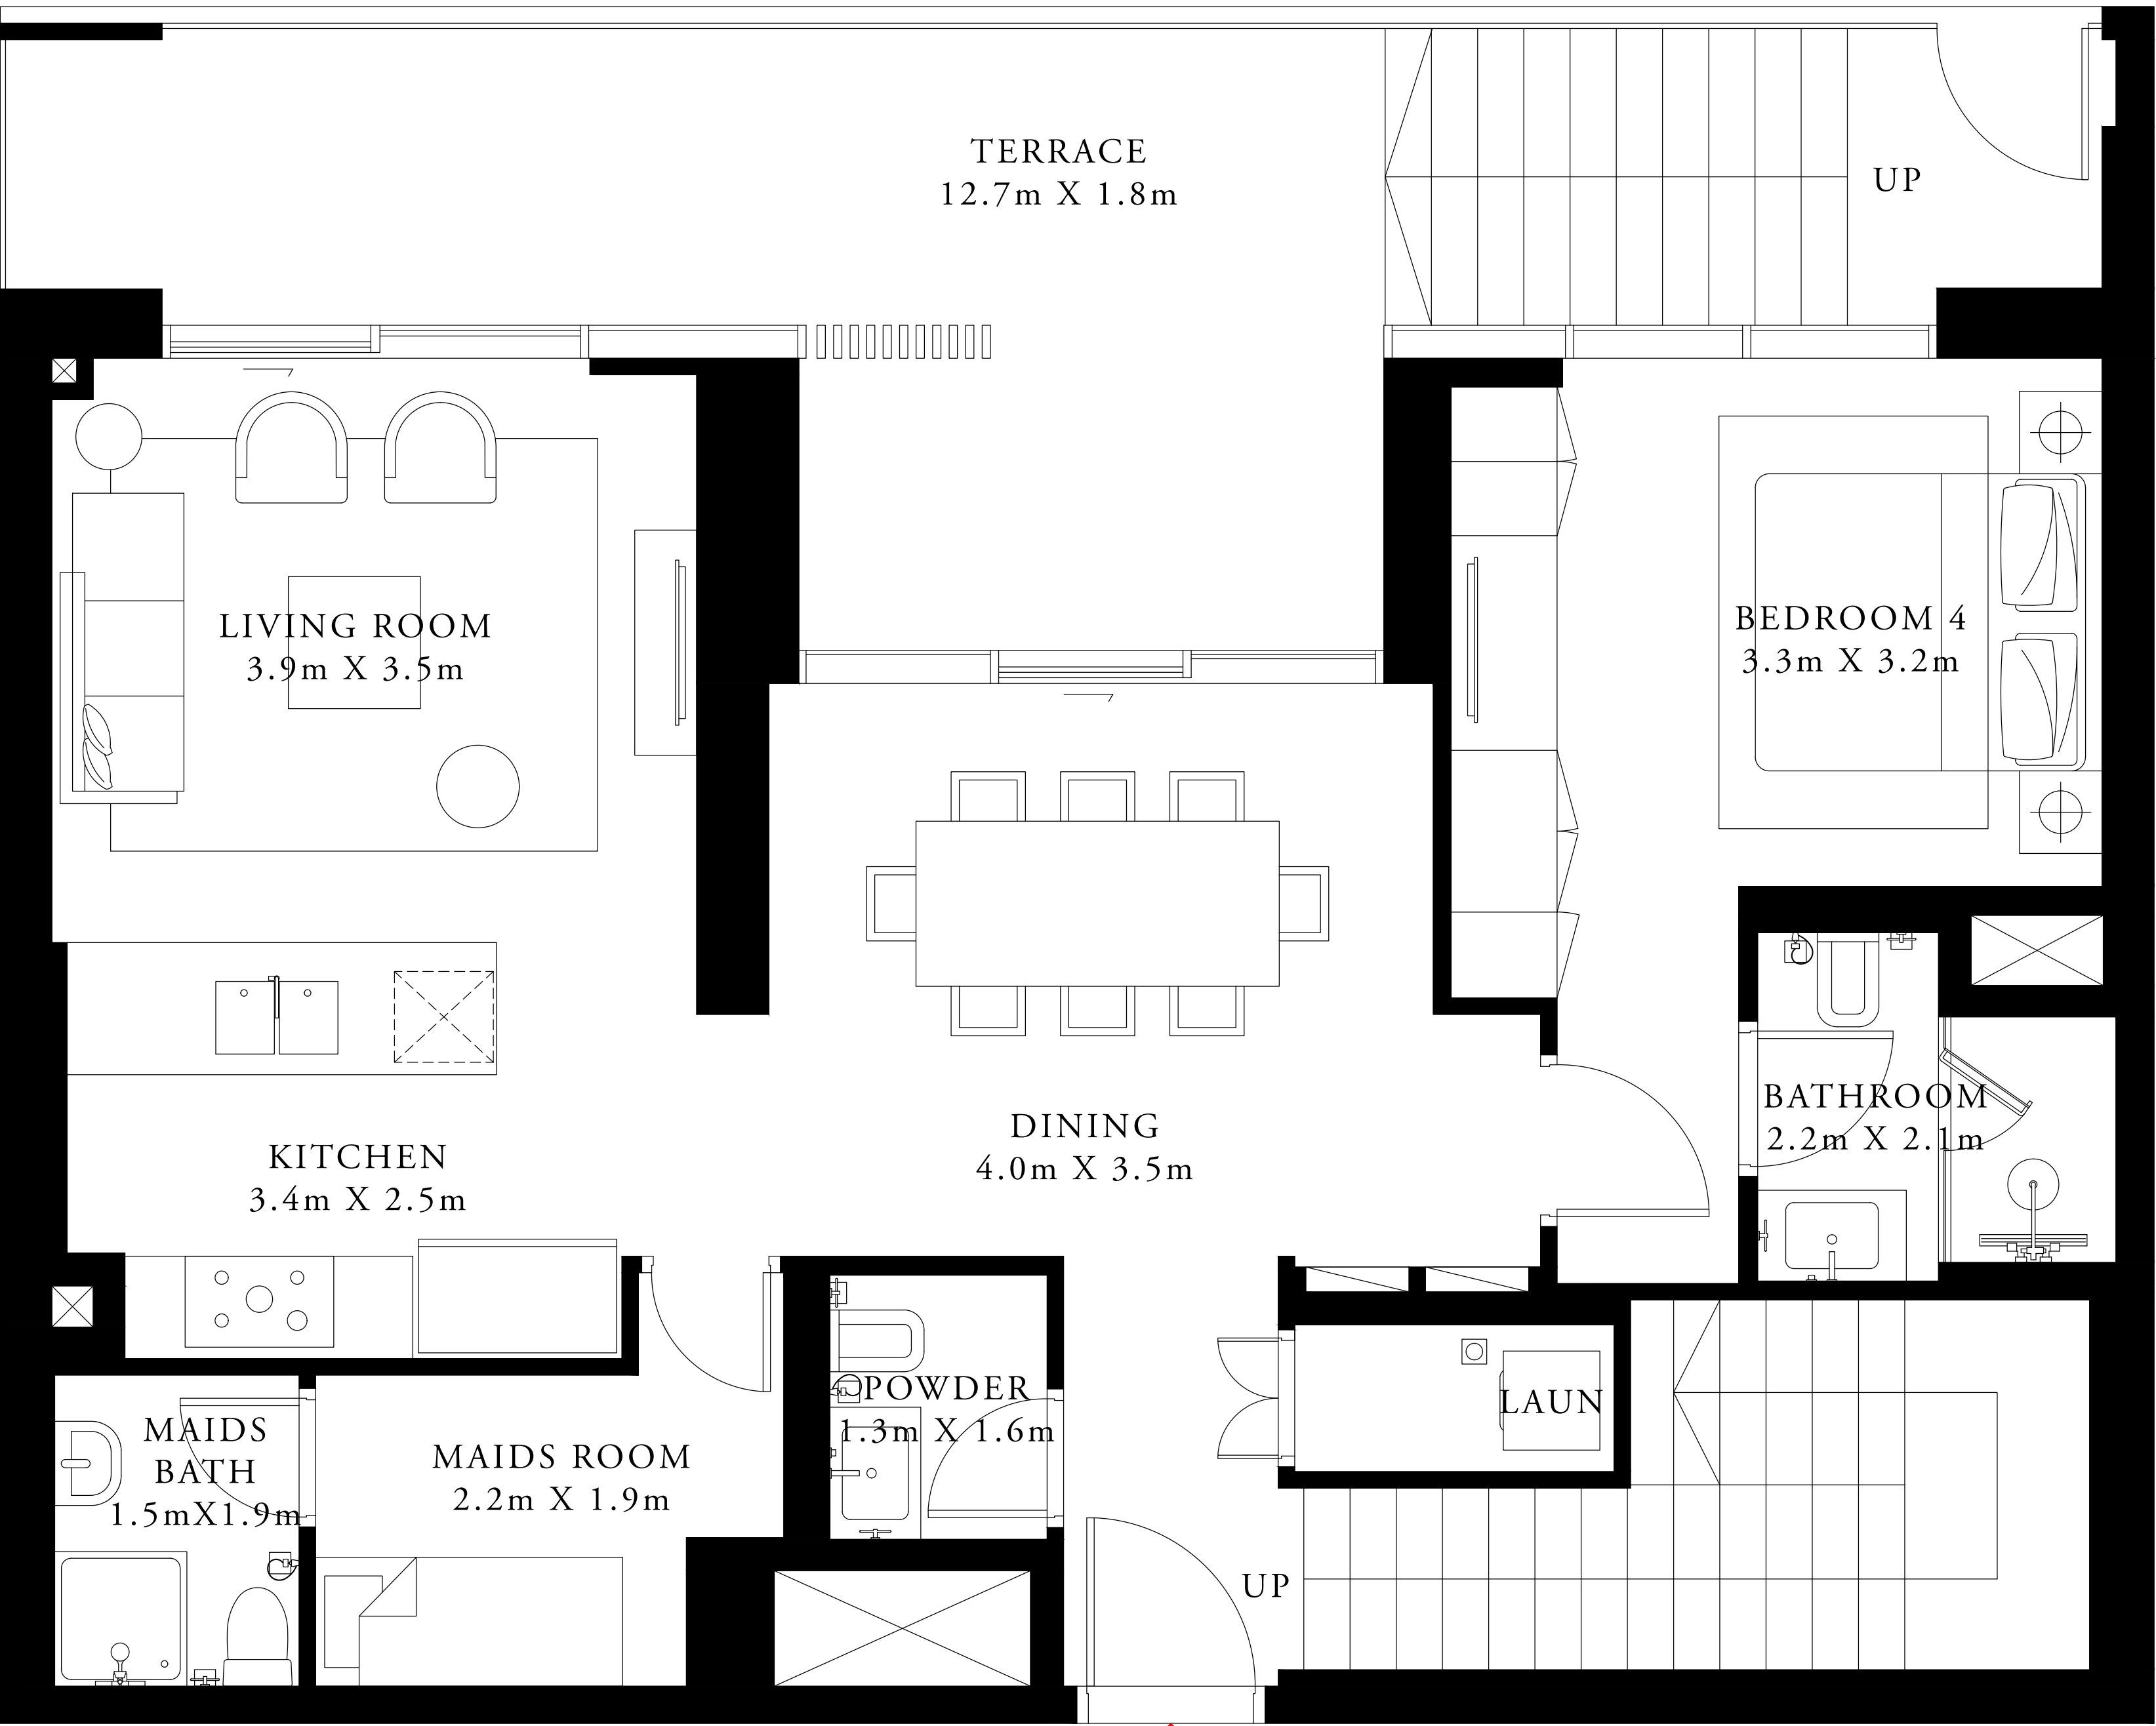 TERRACE
12.7m X 1.8m
UP
LIVING ROOM
3.9m X 3.5m
BEDROOM 4
3.3m X 3.2m
BATHROOM
2.2m X 2.1m
DINING
4.0m X 3.5m
KITCHEN
3.4m X 2.5m
POWDER
1.3m X 1.6m
LAUN
MAIDS
BATH
1.5mX1.9m
MAIDS ROOM
2.2m X 1.9m
UP